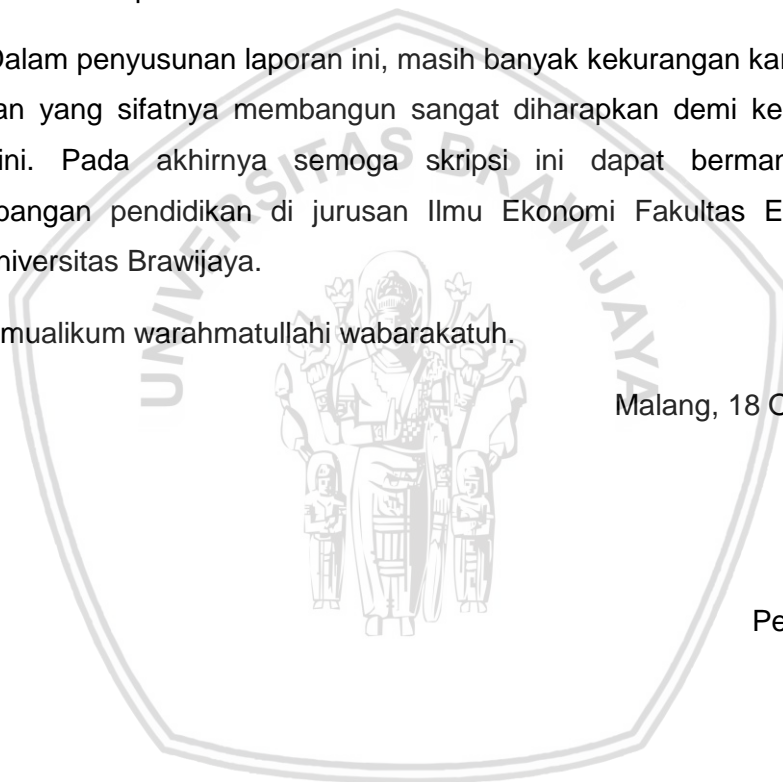 Dalam penyusunan laporan ini, masih banyak kekurangan kar
an yang sifatnya membangun sangat diharapkan demi ke
ini. Pada akhirnya semoga skripsi ini dapat berman
bangan pendidikan di jurusan Ilmu Ekonomi Fakultas E
niversitas Brawijaya.
mualikum warahmatullahi wabarakatuh.
Malang, 18 O
Pe
UNIVERSITAS BRAWIJAYA